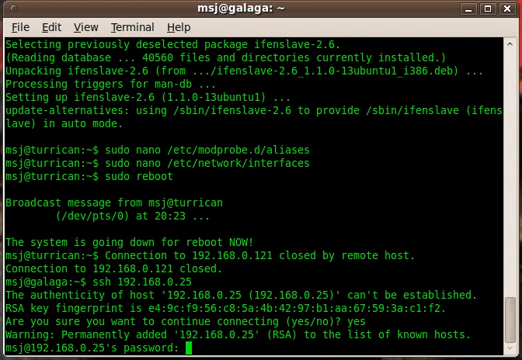 msj@galaga: ~
File Edit View Terminal Help
Selecting previously deselected package ifenslave-2.6.
(Reading database ... 40560 files and directories currently installed.)
Unpacking ifenslave-2.6 (from .../ifenslave-2.6_1.1.0-13ubuntu1_i386.deb) ...
Processing triggers for man-db ...
Setting up ifenslave-2.6 (1.1.0-13ubuntu1) ...
update-alternatives: using /sbin/ifenslave-2.6 to provide /sbin/ifenslave (ifens
lave) in auto mode.
msj@turrican:~$ sudo nano /etc/modprobe.d/aliases
msj@turrican:~$ sudo nano /etc/network/interfaces
msj@turrican:~$ sudo reboot
Broadcast message from msj@turrican
(/dev/pts/0) at 20:23 ...
The system is going down for reboot NOW!
msj@turrican:~$ Connection to 192.168.0.121 closed by remote host.
Connection to 192.168.0.121 closed.
msj@galaga:~$ ssh 192.168.0.25
The authenticity of host '192.168.0.25 (192.168.0.25)' can't be established.
RSA key fingerprint is e4:9c:f9:56:c8:5a:4b:42:97:b1:aa:67:59:3a:c1:f2.
Are you sure you want to continue connecting (yes/no)? yes
Warning: Permanently added '192.168.0.25' (RSA) to the list of known hosts.
msj@192.168.0.25's password: